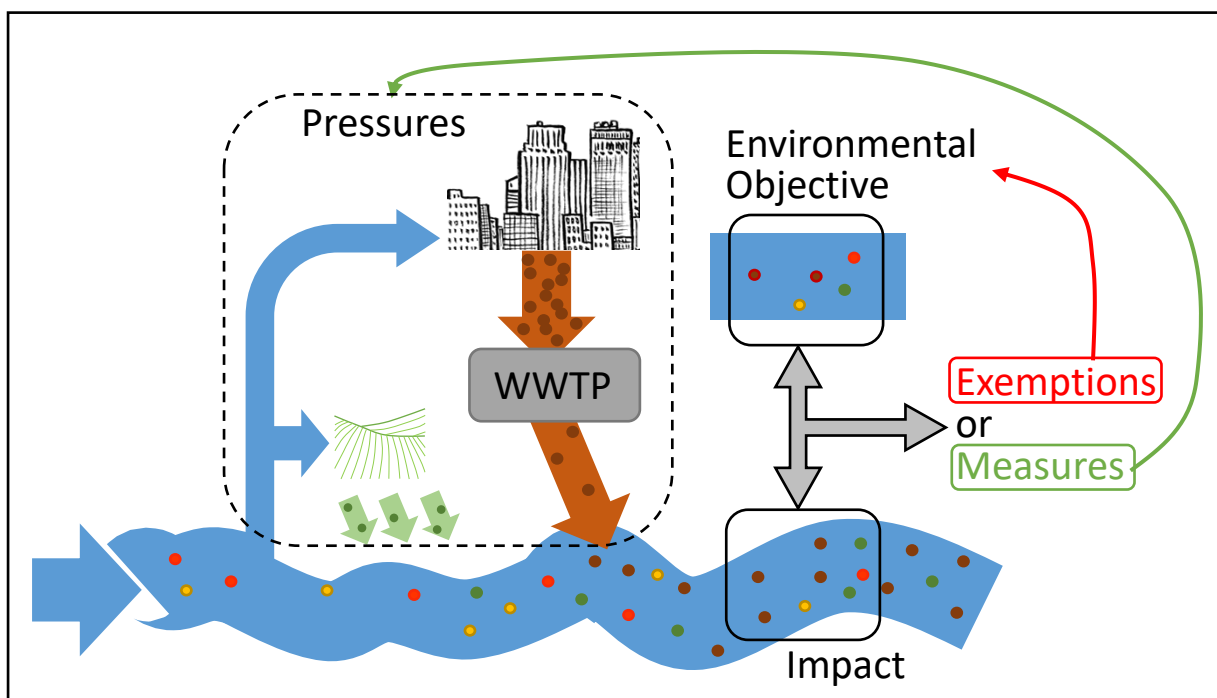 Pressures
Environmental
Objective
WWTP
Exemptions
or
Measures
Impact